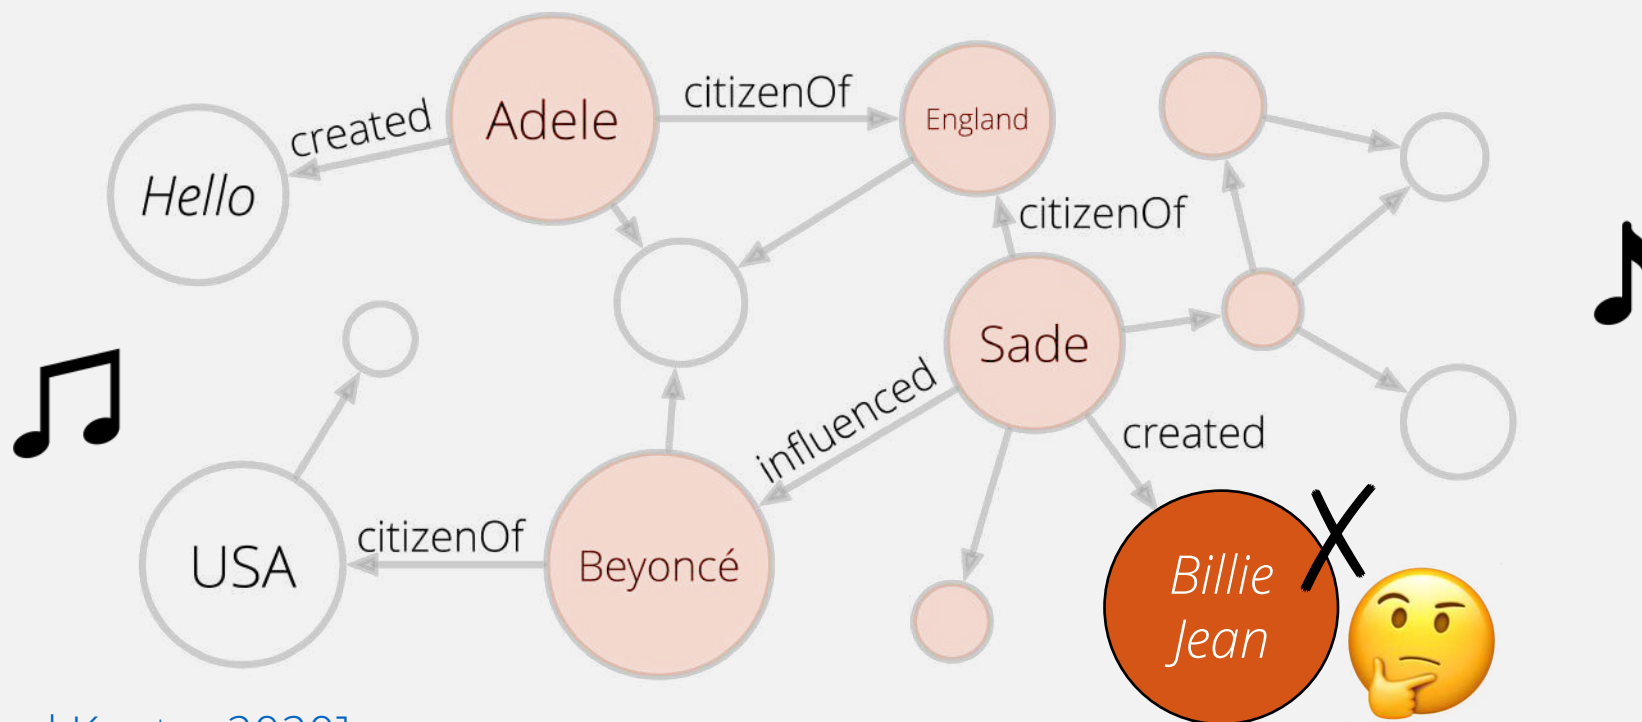 citizenOf
created
Adele
England
Hello
citizenOf
Sade
influenced
created
citizenOf
USA
Beyoncé
Billie
Jean